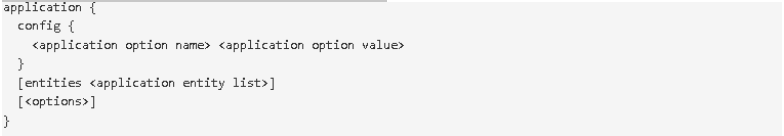 application {
  config {
    <application option name> <application option value>
  }
  [entities <application entity list>]
  [<options>]
}